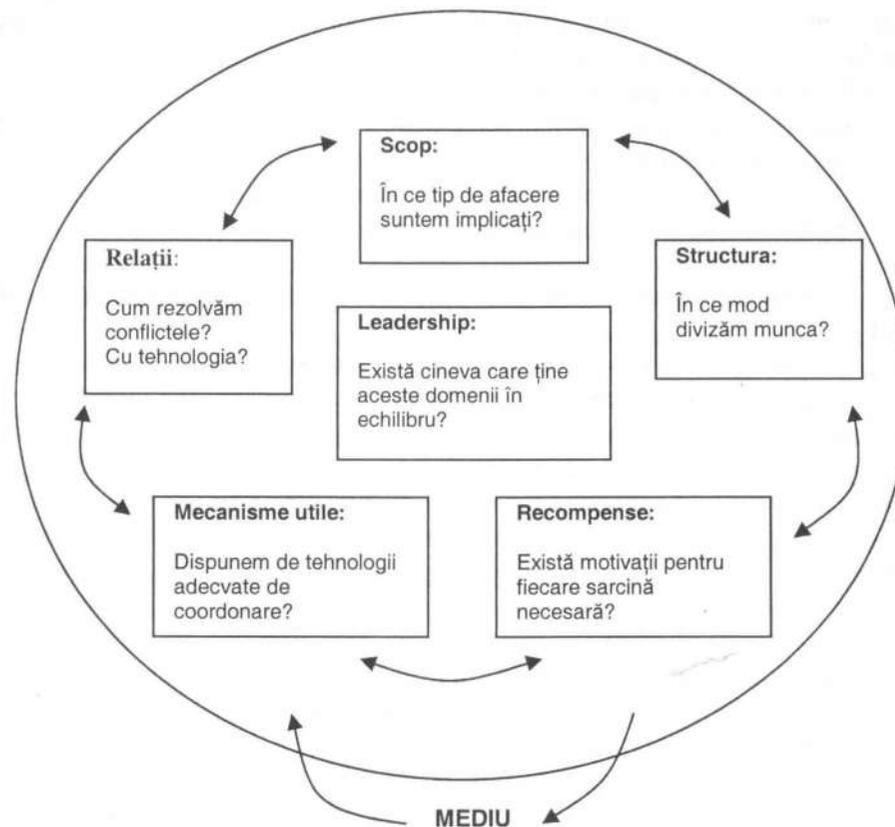 Scop:
În ce tip de afacere
suntem implicați?
Relații:
Cum rezolvăm
conflictele?
Cu tehnologia?
Structura:
În ce mod
divizăm munca?
Leadership:
Există cineva care ține
aceste domenii în
echilibru?
Mecanisme utile:
Dispunem de tehnologii
adecvate de
coordonare?
Recompense:
Există motivații pentru
fiecare sarcină
necesară?
MEDIU